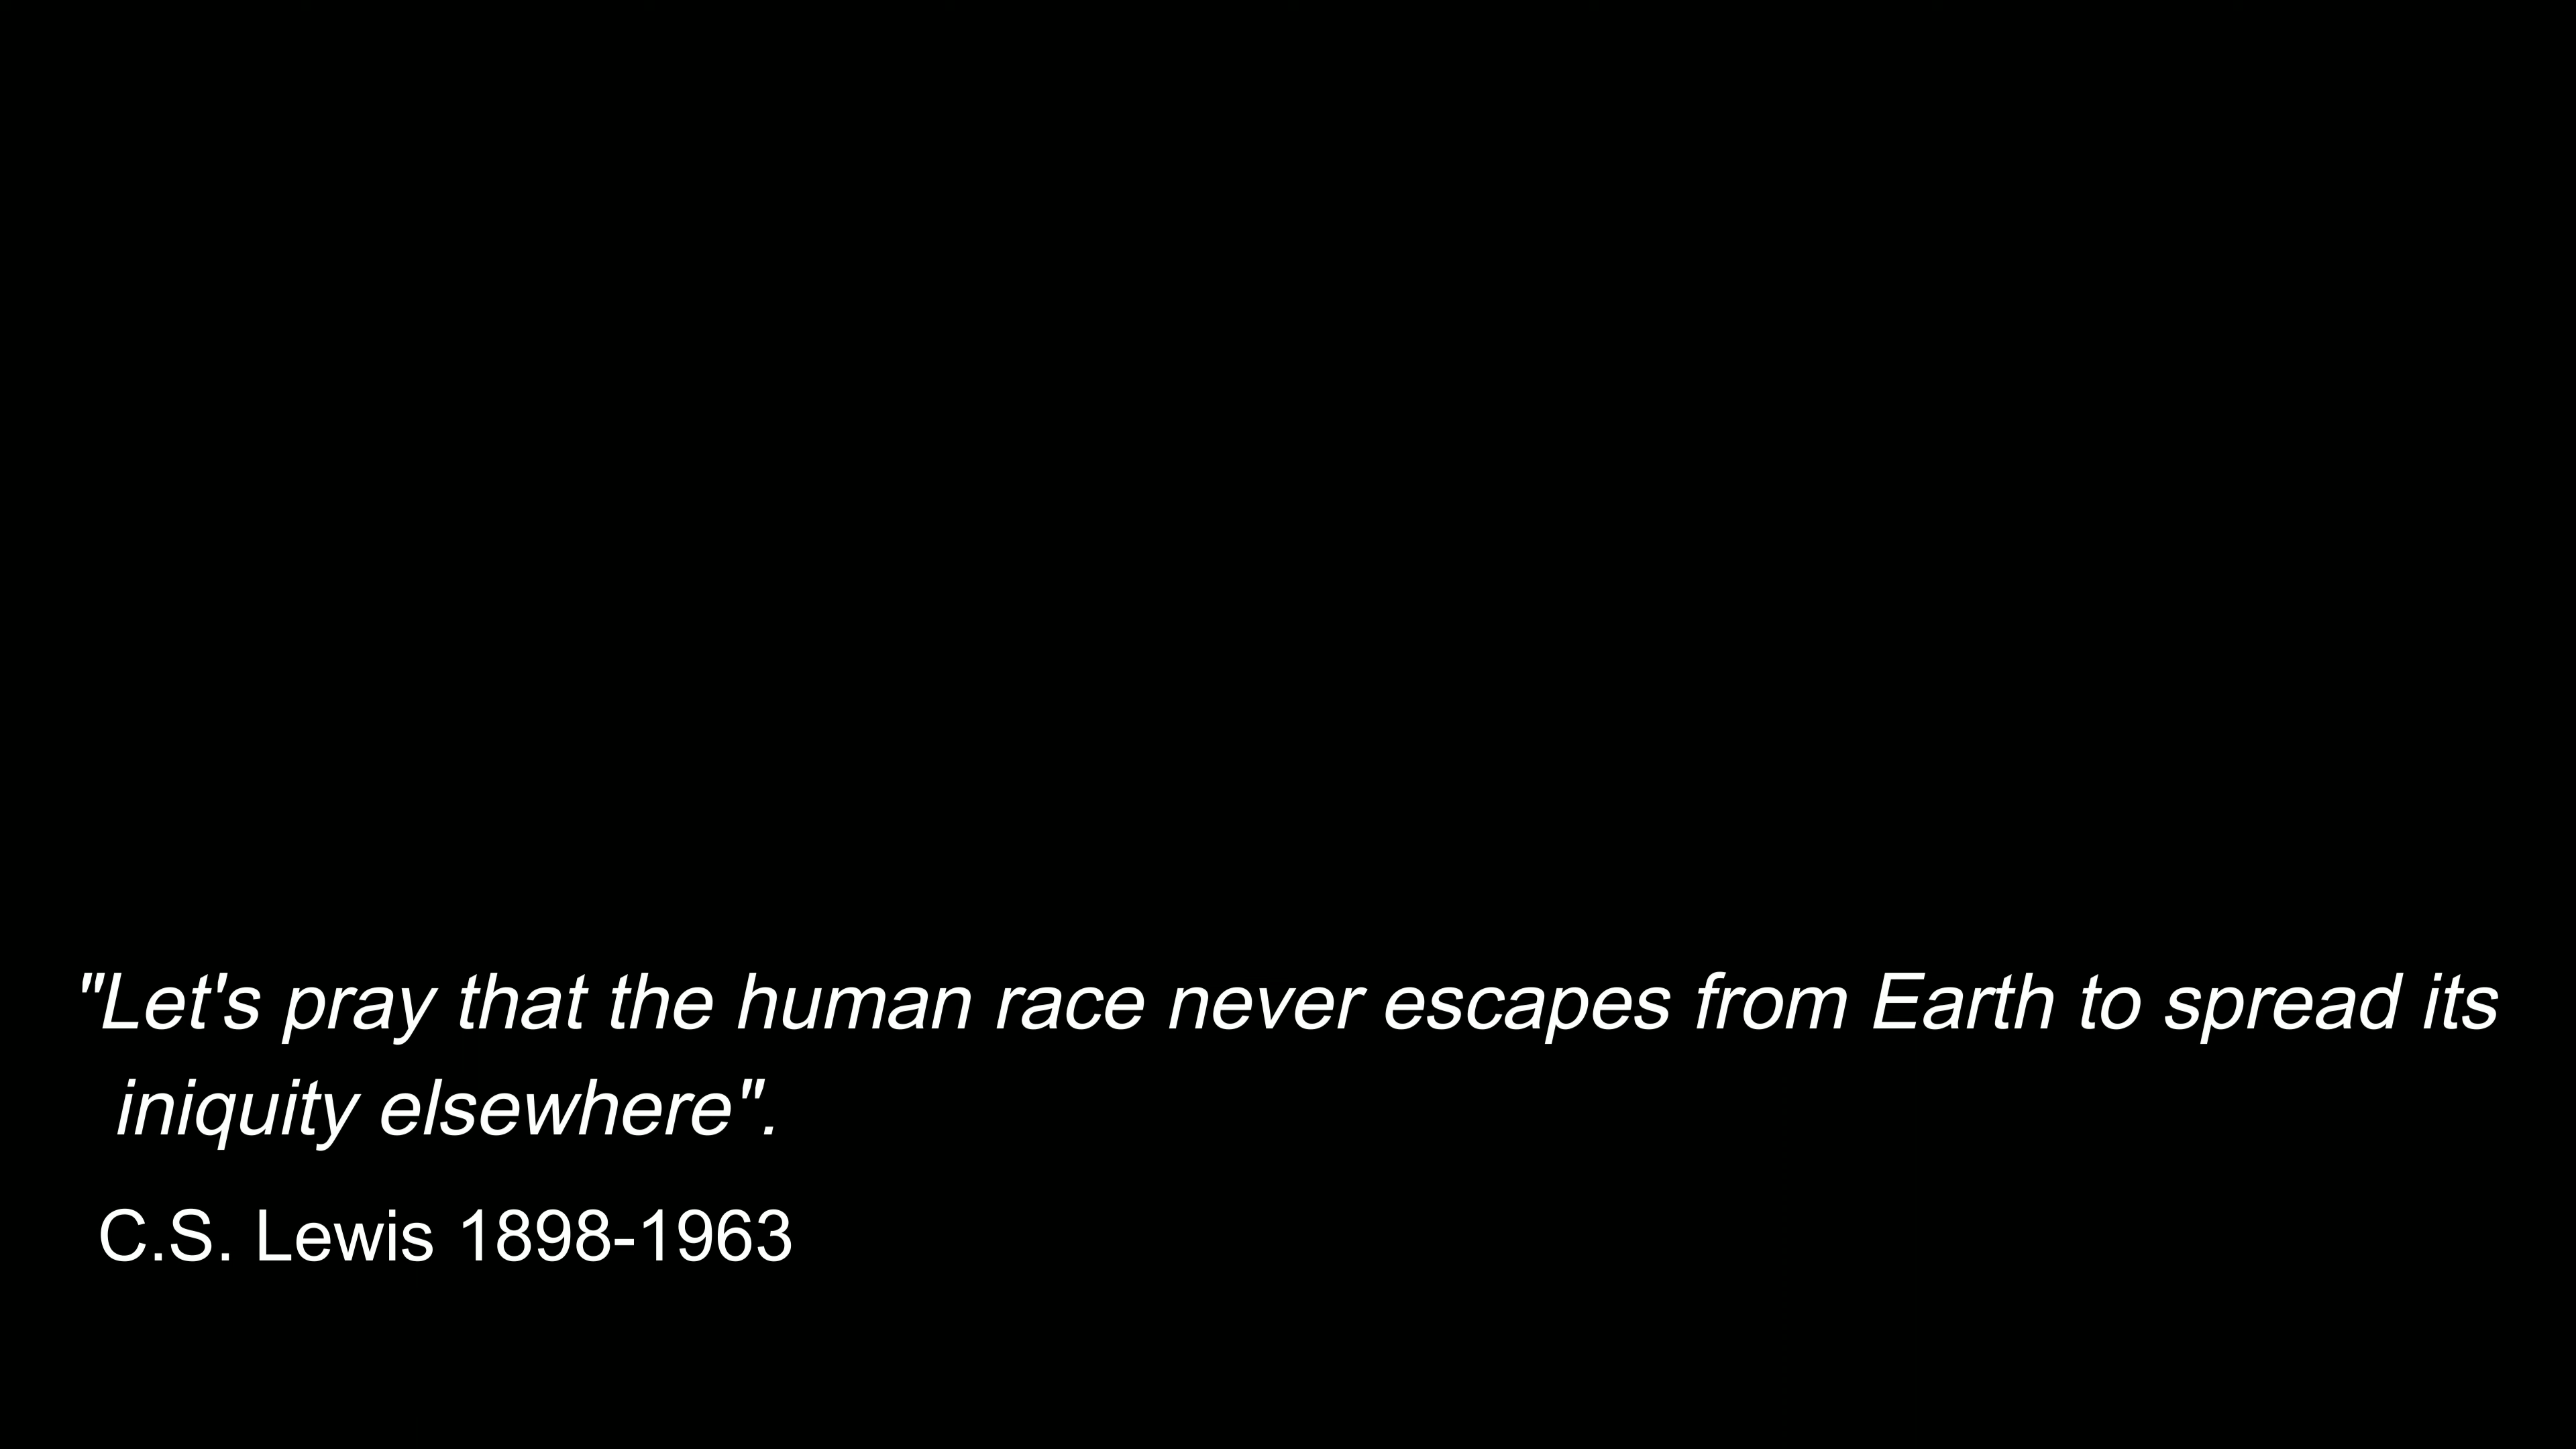 "Let's pray that the human race never escapes from Earth to spread its
iniquity elsewhere".
C.S. Lewis 1898-1963